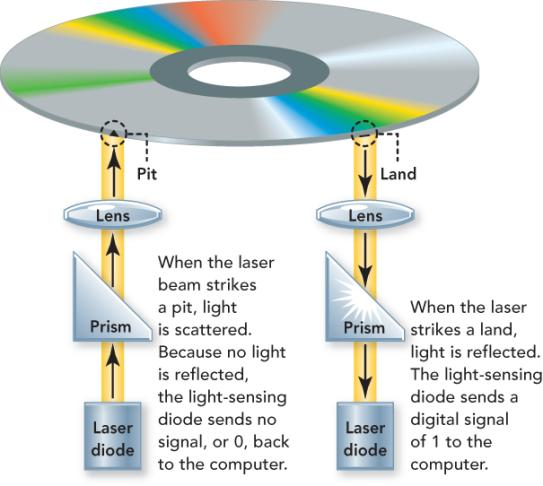 Pit
Land
Lens
Lens
When the laser
beam strikes
a pit, light
is scattered.
Because no light
is reflected,
the light-sensing
diode sends no
signal, or 0, back
to the computer.
Prism
Prism
When the laser
strikes a land,
light is reflected.
The light-sensing
diode sends a
digital signal
of 1 to the
computer.
Laser
diode
Laser
diode